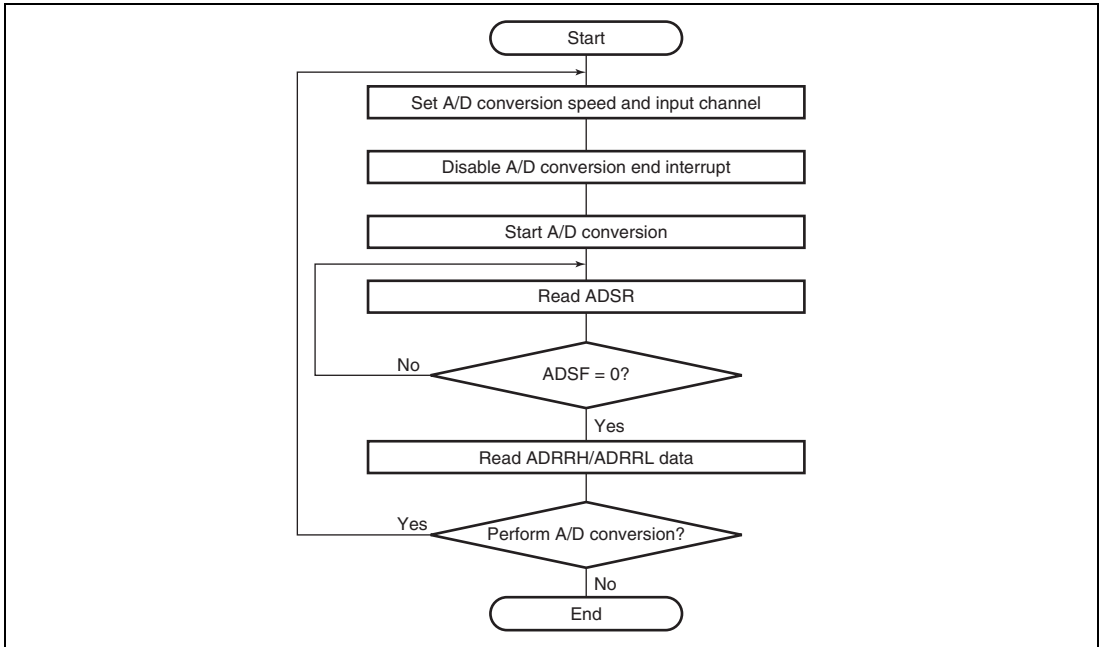 Start
Set A/D conversion speed and input channel
Disable A/D conversion end interrupt
Start A/D conversion
Read ADSR
No
ADSF = 0?
Yes
Read ADRRH/ADRRL data
Yes
Perform A/D conversion?
No
End